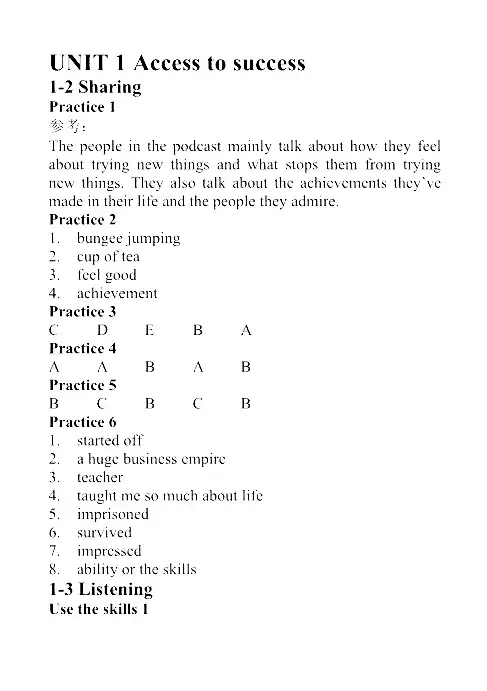 UNIT 1 Access to success
1-2 Sharing
Practice 1
参考：
The people in the podcast mainly talk about how they feel
about trying new things and what stops them from trying
new things. They also talk about the achievements they've
made in their life and the people they admire.
Practice 2
1. bungee jumping
2. cup of tea
3. feel good
4. achievement
Practice 3
C D E B A
Practice 4
A A B A B
Practice 5
B C B C B
Practice 6
1. started off
2. a huge business empire
3. teacher
4. taught me so much about life
5. imprisoned
6. survived
7. impressed
8. ability or the skills
1-3 Listening
Use the skills 1